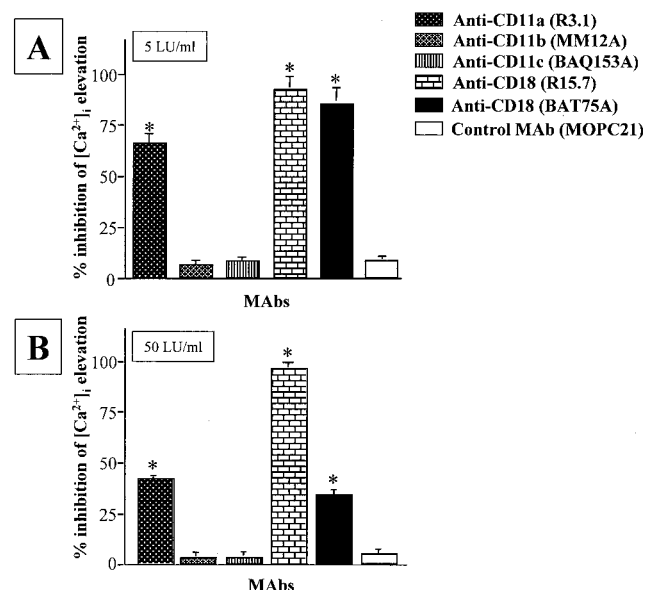 Anti-CD11a (R3.1)
Anti-CD11b (MM12A)
Anti-CD11c (BAQ153A)
Anti-CD18 (R15.7)
Anti-CD18 (BAT75A)
Control MAb (MOPC21)
A
5 LU/ml
% inhibition of [Ca²⁺]ᵢ elevation
100
75
50
25
0
*
*
*
MAbs
B
50 LU/ml
% inhibition of [Ca²⁺]ᵢ elevation
100
75
50
25
0
*
*
*
MAbs